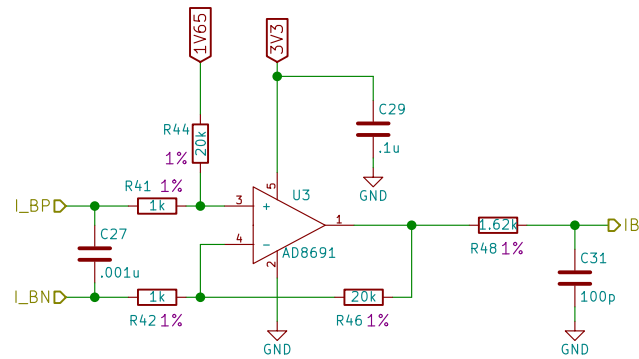 1V65
3V3
C29
.1u
GND
R44
20k
1%
R41 1%
1k
I_BP
3
+
5
U3
1
4
-
2
AD8691
C27
.001u
I_BN
1k
R42 1%
20k
R46 1%
GND
1.62k
R48 1%
IB
C31
100p
GND